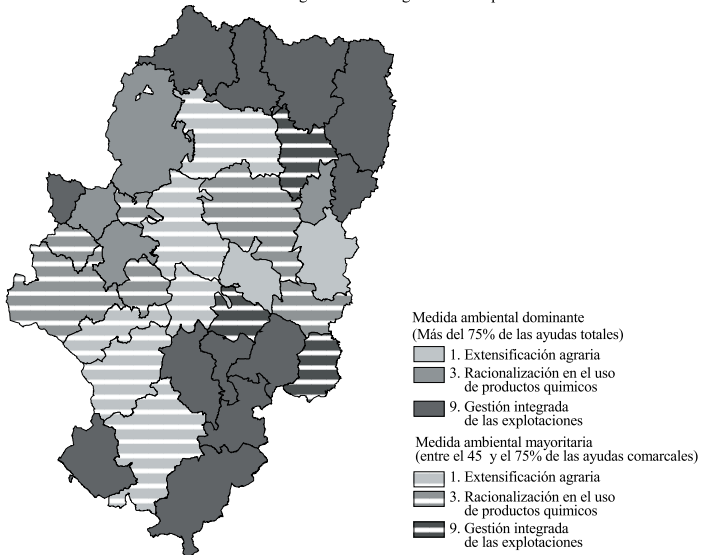 Medida ambiental dominante
(Más del 75% de las ayudas totales)
1. Extensificación agraria
3. Racionalización en el uso
de productos quimicos
9. Gestión integrada
de las explotaciones
Medida ambiental mayoritaria
(entre el 45 y el 75% de las ayudas comarcales)
1. Extensificación agraria
3. Racionalización en el uso
de productos quimicos
9. Gestión integrada
de las explotaciones